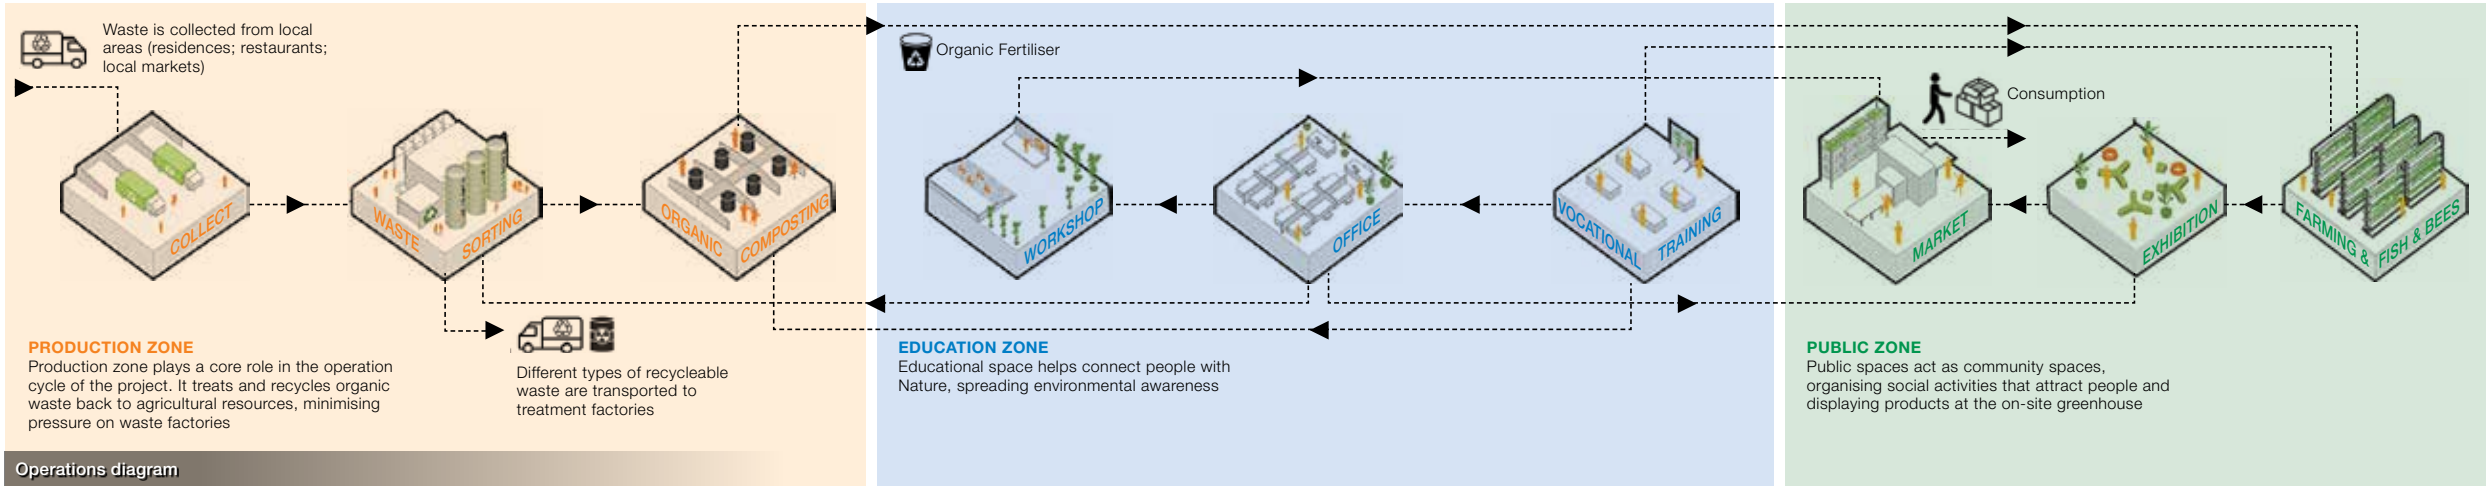 Waste is collected from local
areas (residences; restaurants;
local markets)
COLLECT
WASTE SORTING
ORGANIC COMPOSTING
Different types of recycleable
waste are transported to
treatment factories
PRODUCTION ZONE
Production zone plays a core role in the operation
cycle of the project. It treats and recycles organic
waste back to agricultural resources, minimising
pressure on waste factories
Operations diagram
Organic Fertiliser
WORKSHOP
OFFICE
VOCATIONAL TRAINING
EDUCATION ZONE
Educational space helps connect people with
Nature, spreading environmental awareness
Consumption
MARKET
EXHIBITION
FARMING & FISH & BEES
PUBLIC ZONE
Public spaces act as community spaces,
organising social activities that attract people and
displaying products at the on-site greenhouse